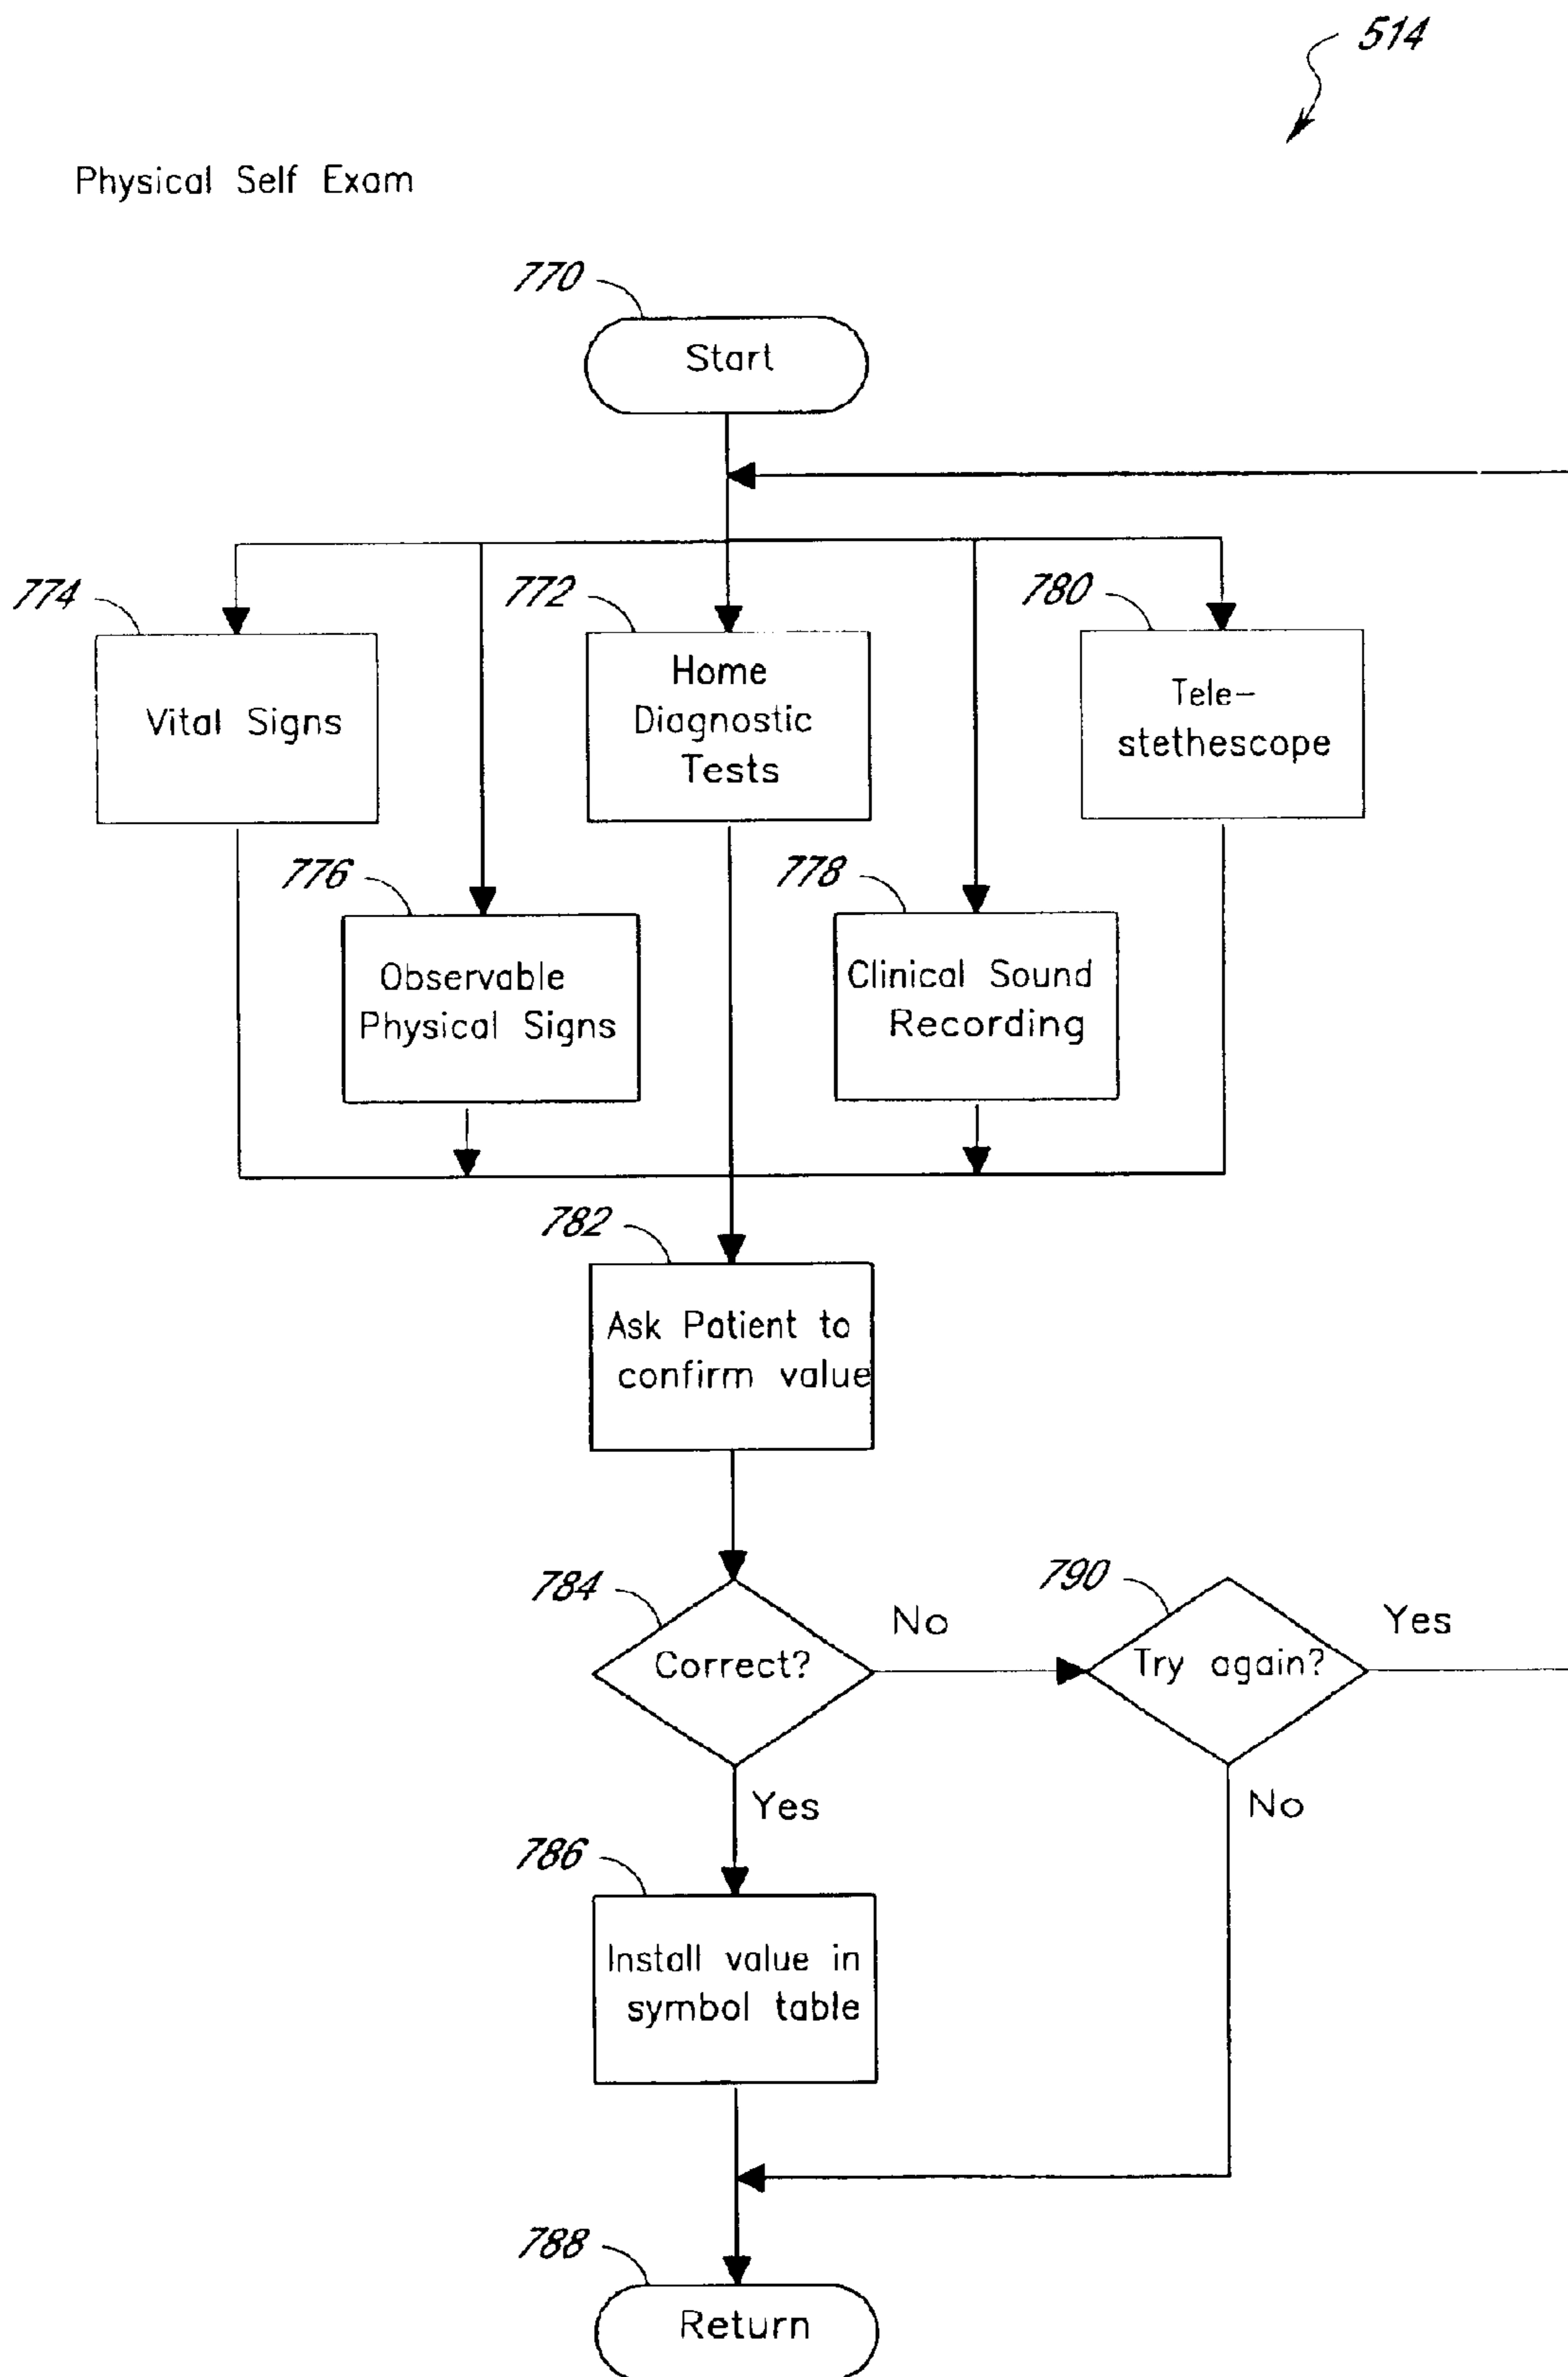 514
Physical Self Exam
770
Start
774
772
780
Vital Signs
Home
Diagnostic
Tests
Tele-
stethescope
776
778
Observable
Physical Signs
Clinical Sound
Recording
782
Ask Patient to
confirm value
784
790
No
Yes
Correct?
Try again?
Yes
No
786
Install value in
symbol table
788
Return